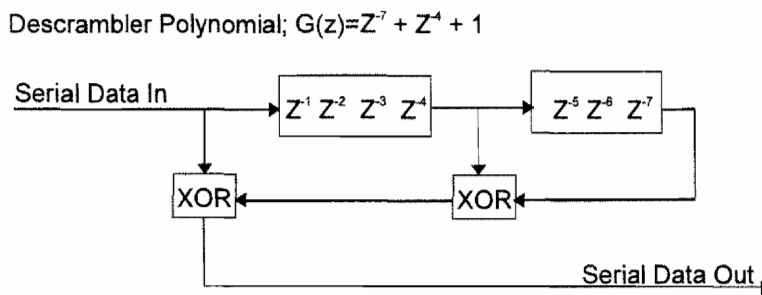 Descrambler Polynomial; G(z)=Z⁻⁷ + Z⁻⁴ + 1
Serial Data In
Z⁻¹ Z⁻² Z⁻³ Z⁻⁴
Z⁻⁵ Z⁻⁶ Z⁻⁷
XOR
XOR
Serial Data Out